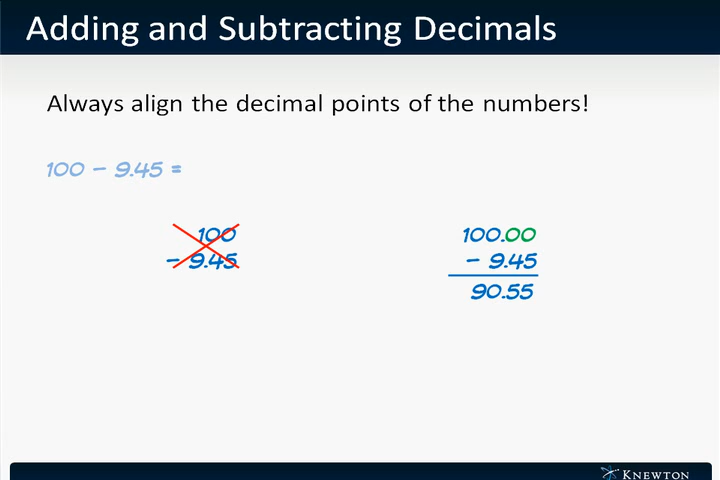 Adding and Subtracting Decimals
Always align the decimal points of the numbers!
100 – 9.45 =
100
– 9.45
100.00
– 9.45
90.55
KNEWTON